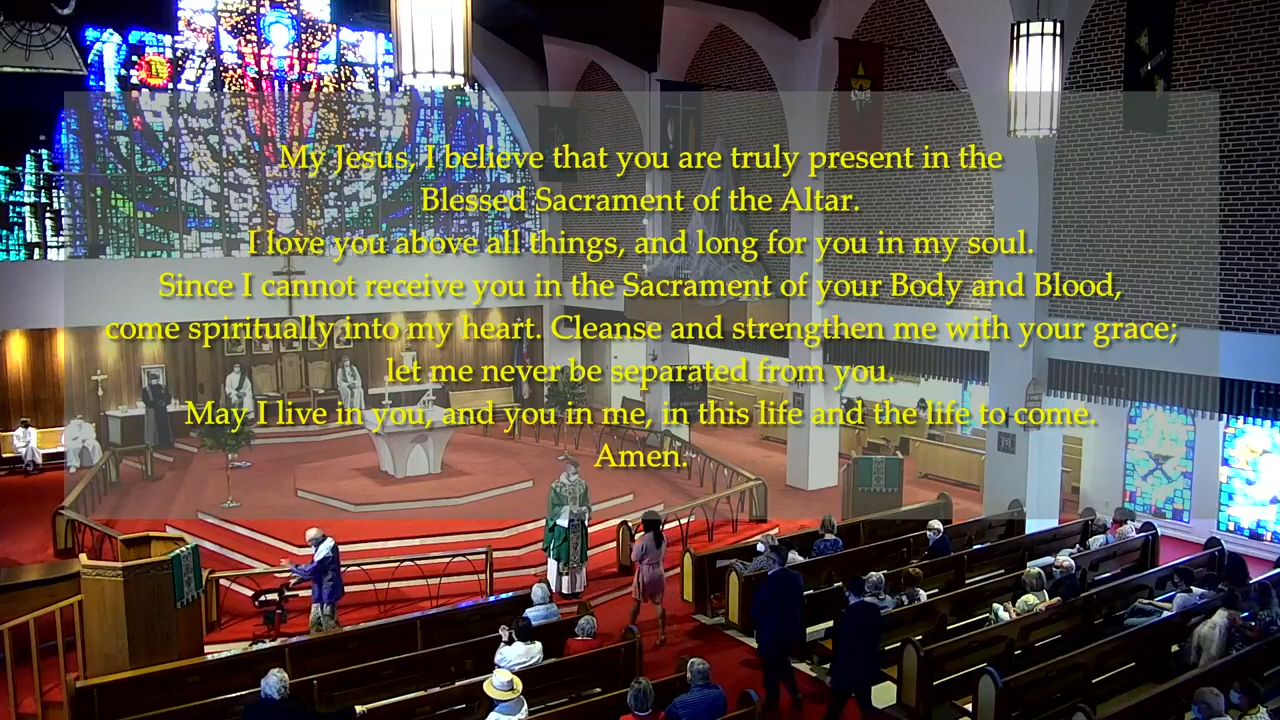 My Jesus, I believe that you are truly present in the
Blessed Sacrament of the Altar.
I love you above all things, and long for you in my soul.
Since I cannot receive you in the Sacrament of your Body and Blood,
come spiritually into my heart. Cleanse and strengthen me with your grace;
let me never be separated from you.
May I live in you, and you in me, in this life and the life to come.
Amen.